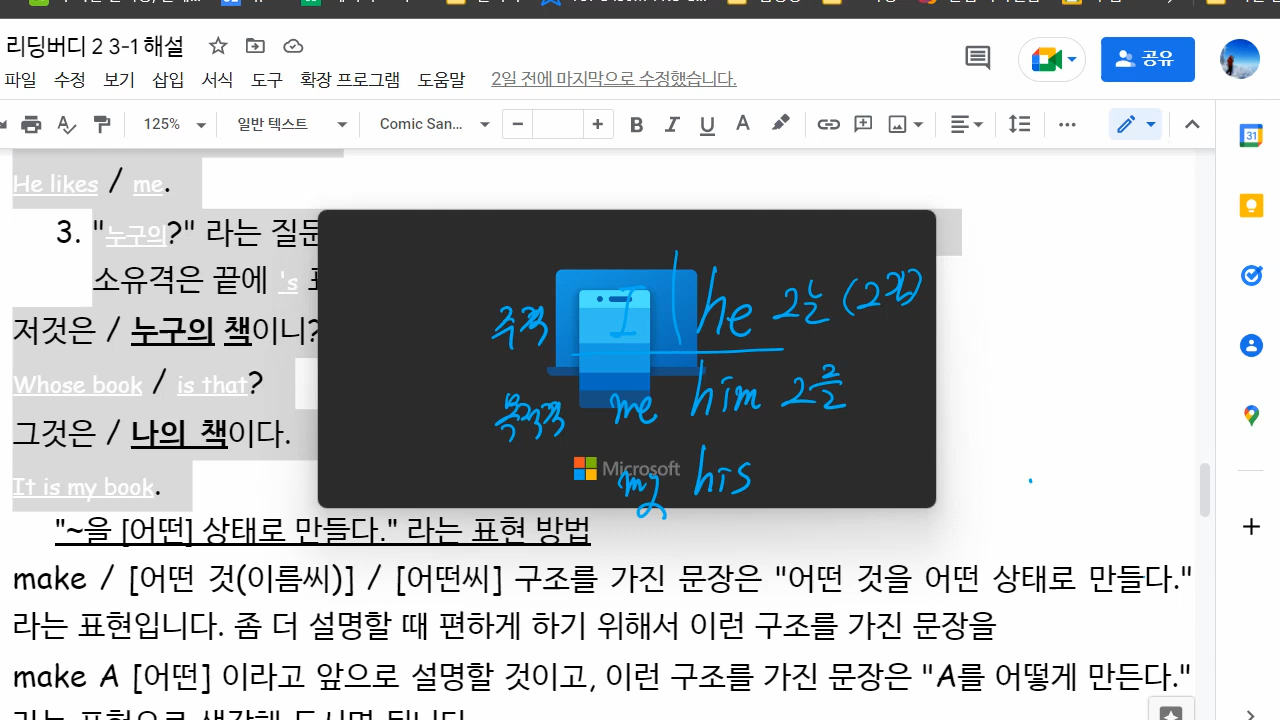 리딩버디 2 3-1 해설
파일 수정 보기 삽입 서식 도구 확장 프로그램 도움말 2일 전에 마지막으로 수정했습니다.
공유
125% 일반 텍스트 Comic San... − + B I U A
31
He likes / me.
3. "누구의?" 라는 질문
소유격은 끝에 's
저것은 / 누구의 책이니?
Whose book / is that?
그것은 / 나의 책이다.
It is my book.
주격 I he 그는 (그가)
목적격 me him 그를
my his
Microsoft
"~을 [어떤] 상태로 만들다." 라는 표현 방법
make / [어떤 것(이름씨)] / [어떤씨] 구조를 가진 문장은 "어떤 것을 어떤 상태로 만들다."
라는 표현입니다. 좀 더 설명할 때 편하게 하기 위해서 이런 구조를 가진 문장을
make A [어떤] 이라고 앞으로 설명할 것이고, 이런 구조를 가진 문장은 "A를 어떻게 만든다."